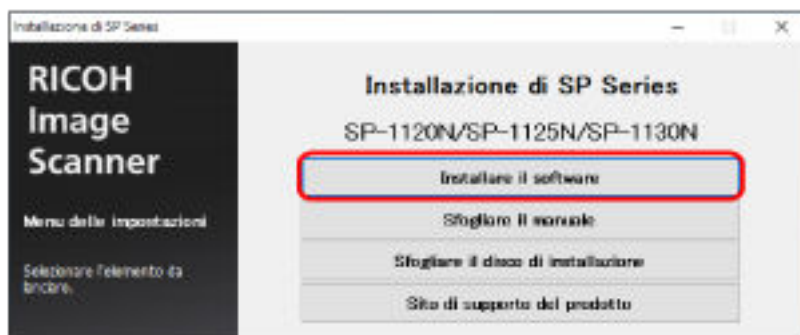 Installazione di SP Series
RICOH
Image
Scanner
Menu delle impostazioni
Selezionare l'elemento da
lanciare.
Installazione di SP Series
SP-1120N/SP-1125N/SP-1130N
Installare il software
Sfogliare il manuale
Sfogliare il disco di installazione
Sito di supporto del prodotto